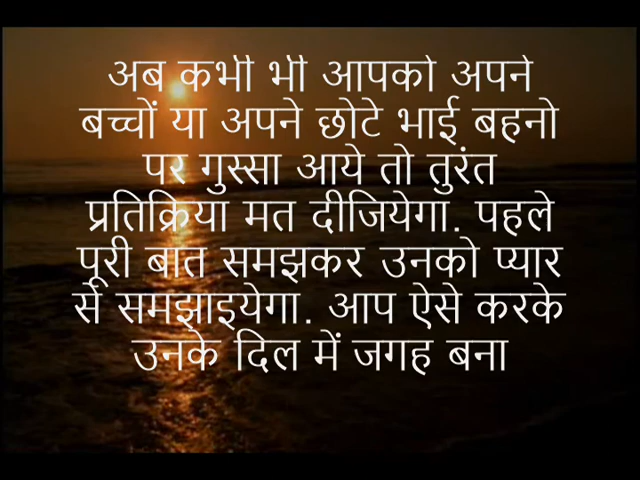 अब कभी भी आपको अपने
बच्चों या अपने छोटे भाई बहनो
पर गुस्सा आये तो तुरंत
प्रतिक्रिया मत दीजियेगा. पहले
पूरी बात समझकर उनको प्यार
से समझाइयेगा. आप ऐसे करके
उनके दिल में जगह बना